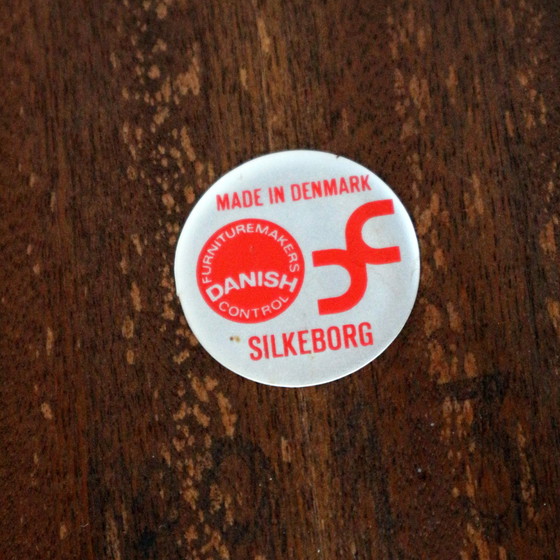 MADE IN DENMARK
FURNITUREMAKERS
DANISH
CONTROL
SILKEBORG